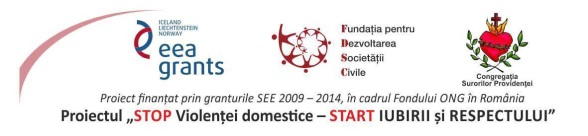 ICELAND
LIECHTENSTEIN
NORWAY
eea
grants
Fundația pentru
Dezvoltarea
Societății
Civile
Congregația
Surorilor Providenței
Proiect finanțat prin granturile SEE 2009 – 2014, în cadrul Fondului ONG în România
Proiectul „STOP Violenței domestice – START IUBIRII și RESPECTULUI”